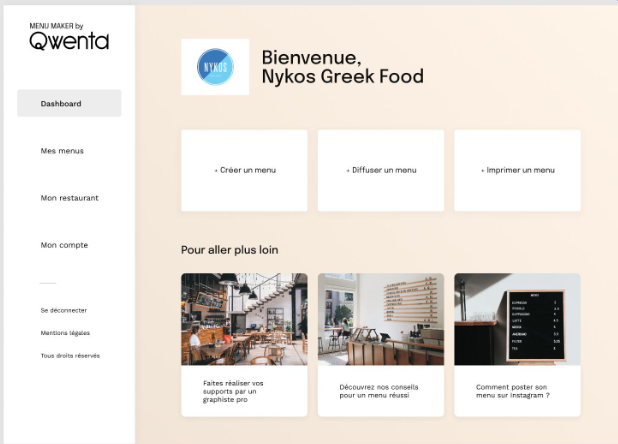 MENU MAKER by
Qwenta
Dashboard
Mes menus
Mon restaurant
Mon compte
Se déconnecter
Mentions légales
Tous droits réservés
NYKOS
Bienvenue,
Nykos Greek Food
+ Créer un menu
+ Diffuser un menu
+ Imprimer un menu
Pour aller plus loin
Faites réaliser vos
supports par un
graphiste pro
Découvrez nos conseils
pour un menu réussi
MENU
Comment poster son
menu sur Instagram ?